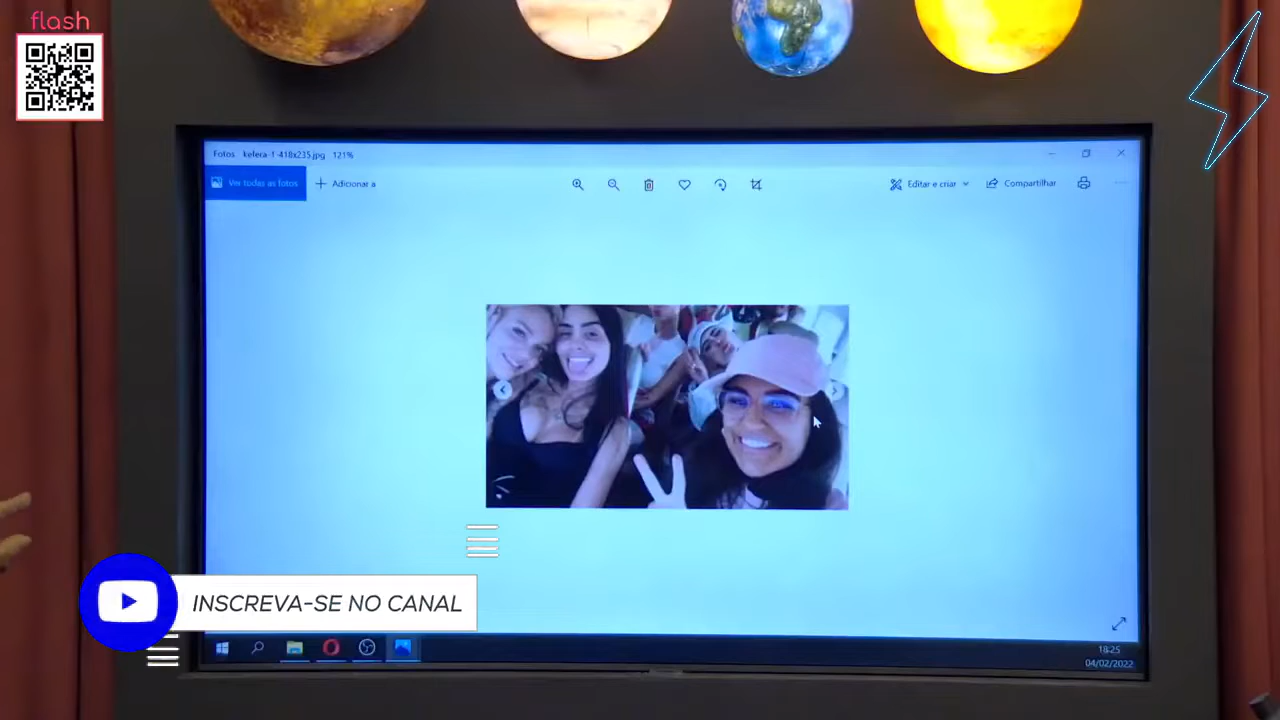 flash
Fotos kefera-1-418x235.jpg 121%
Ver todas as fotos
Adicionar a
Editar e criar
Compartilhar
INSCREVA-SE NO CANAL
18:25
04/02/2022